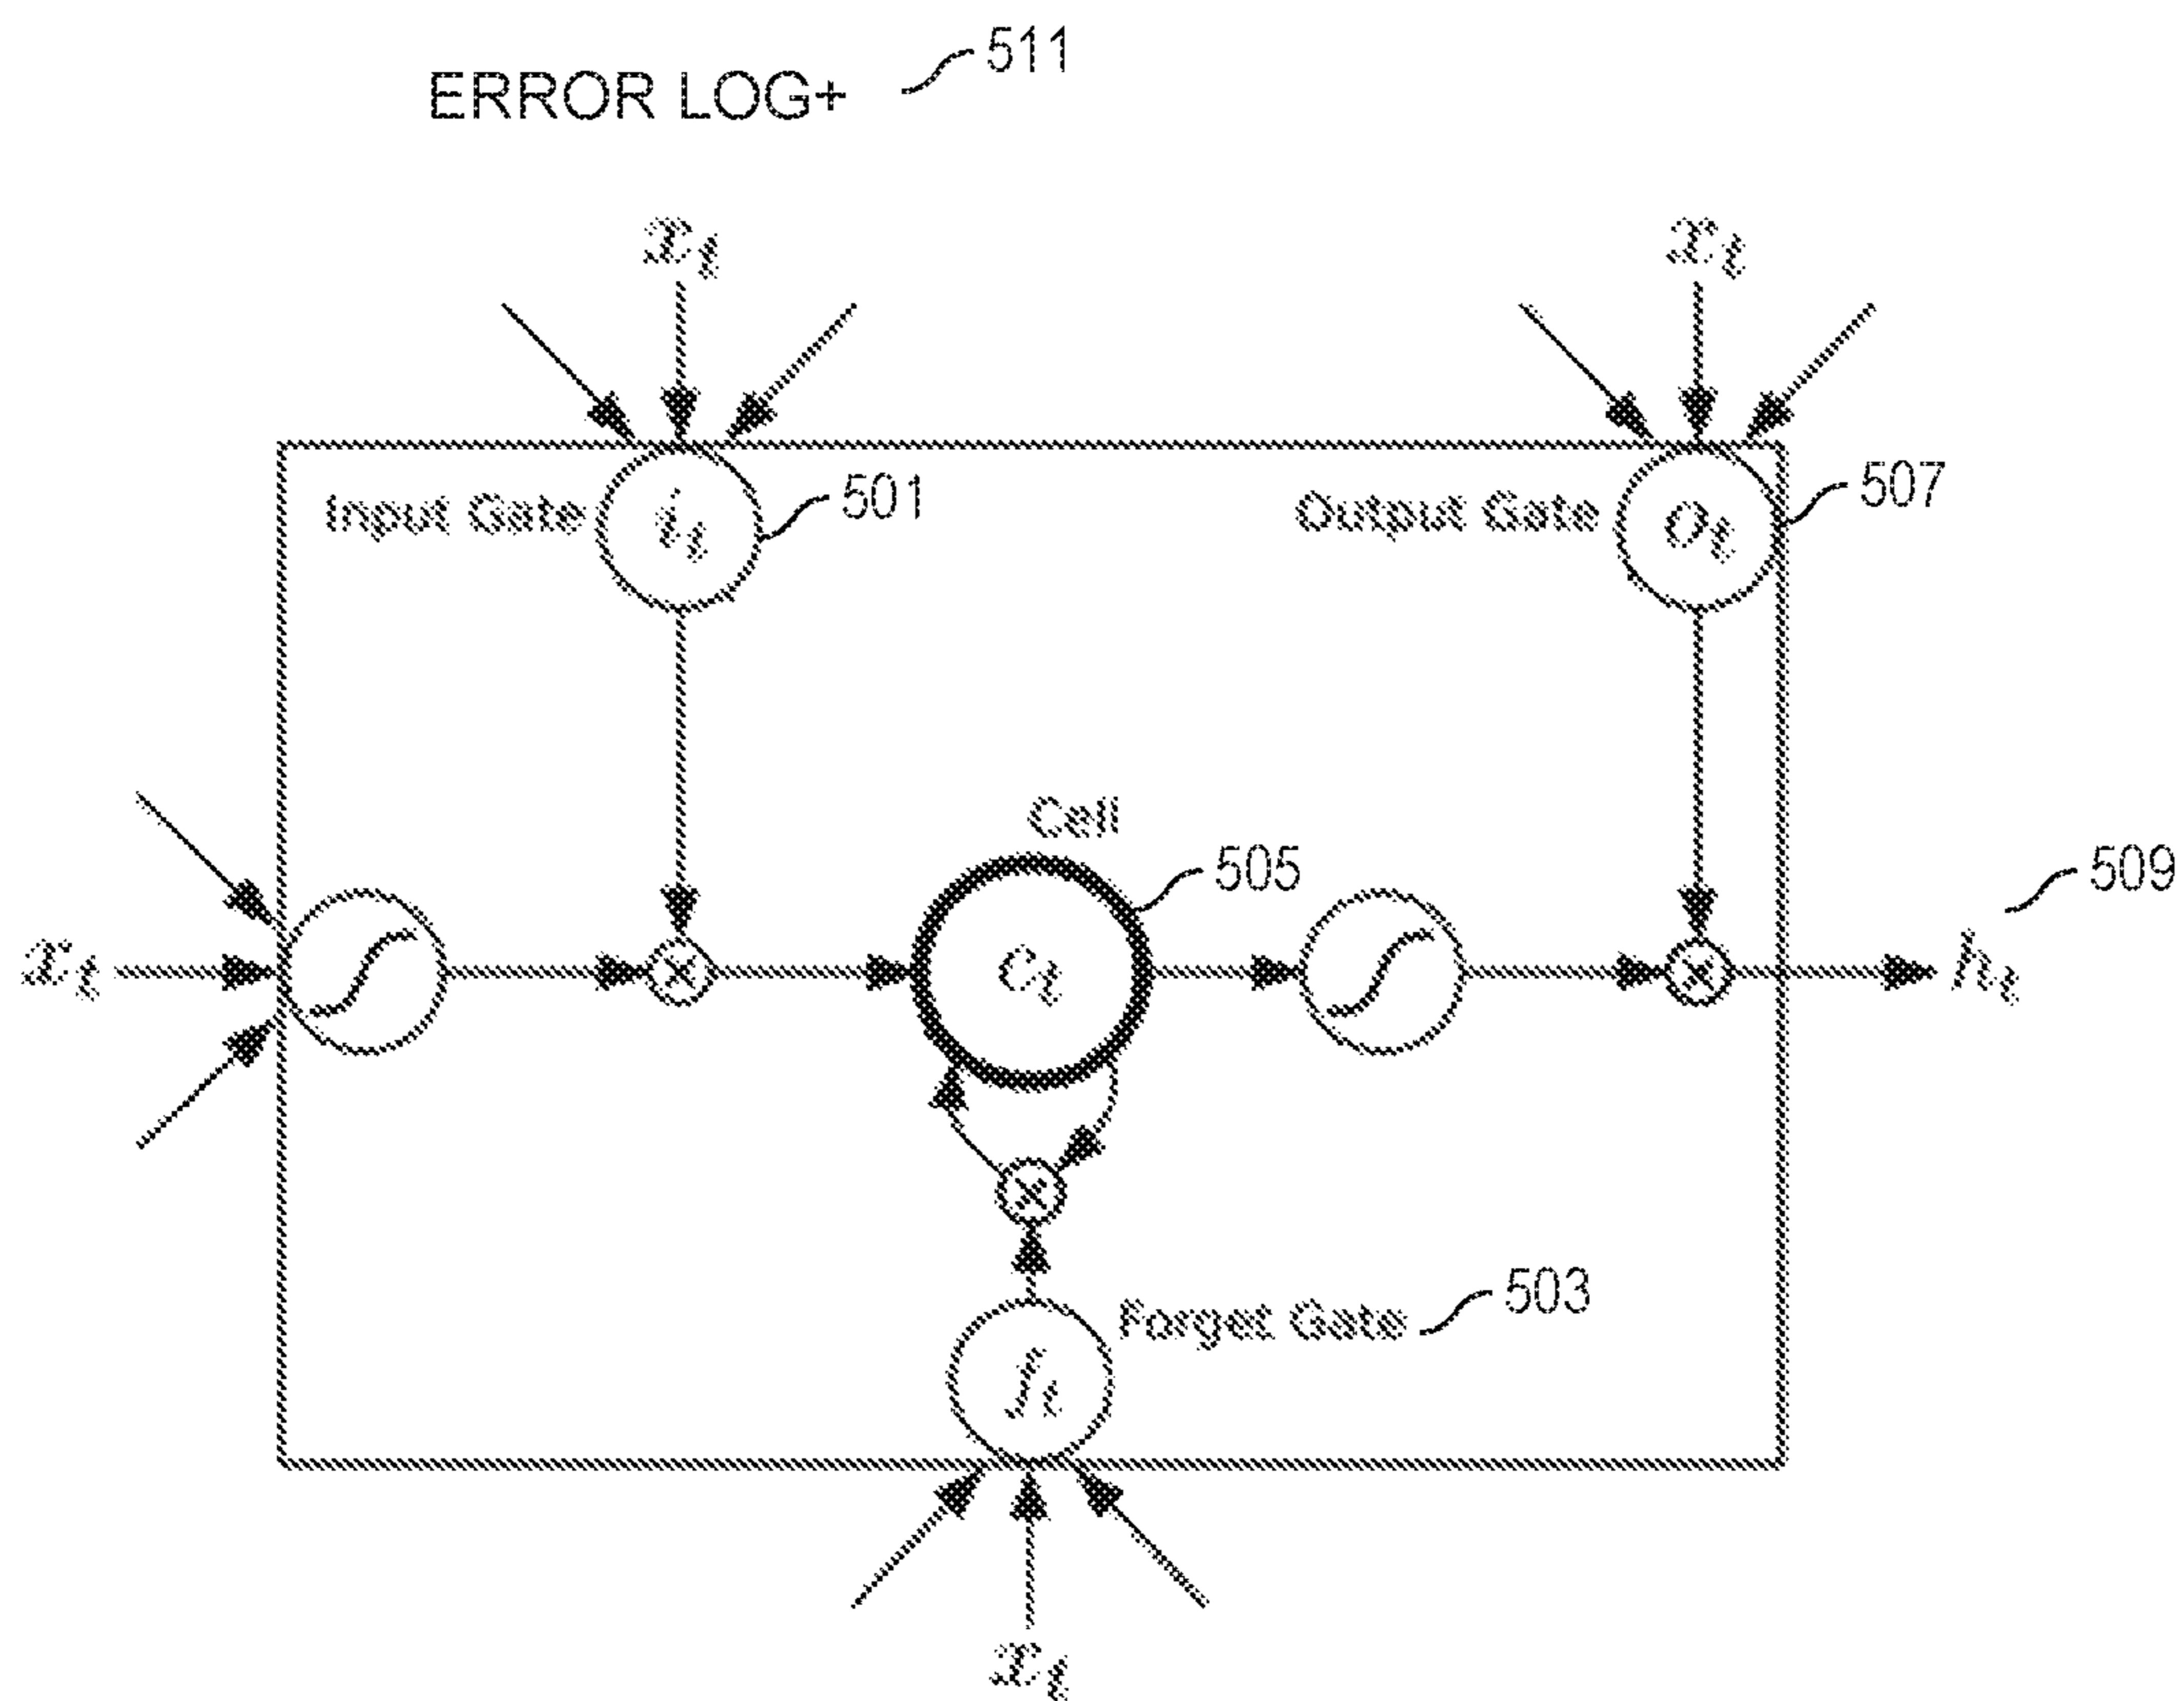 511
ERROR LOG+
x_t
x_t
Input Gate
i_t
501
Output Gate
o_t
507
Cell
505
509
x_t
c_t
h_t
Forget Gate
503
f_t
x_t